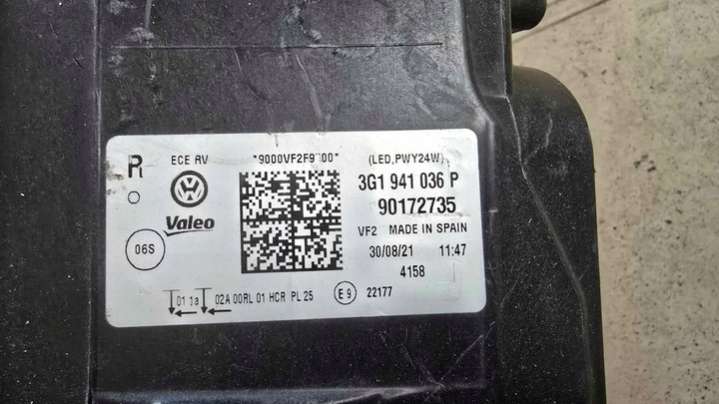 R ECE RV *9000VF2F9 00* (LED,PWY24W)
3G1 941 036 P
Valeo 90172735
VF2 MADE IN SPAIN
06S 30/08/21 11:47
4158
01 1a 02A 00RL 01 HCR PL 25 E9 22177